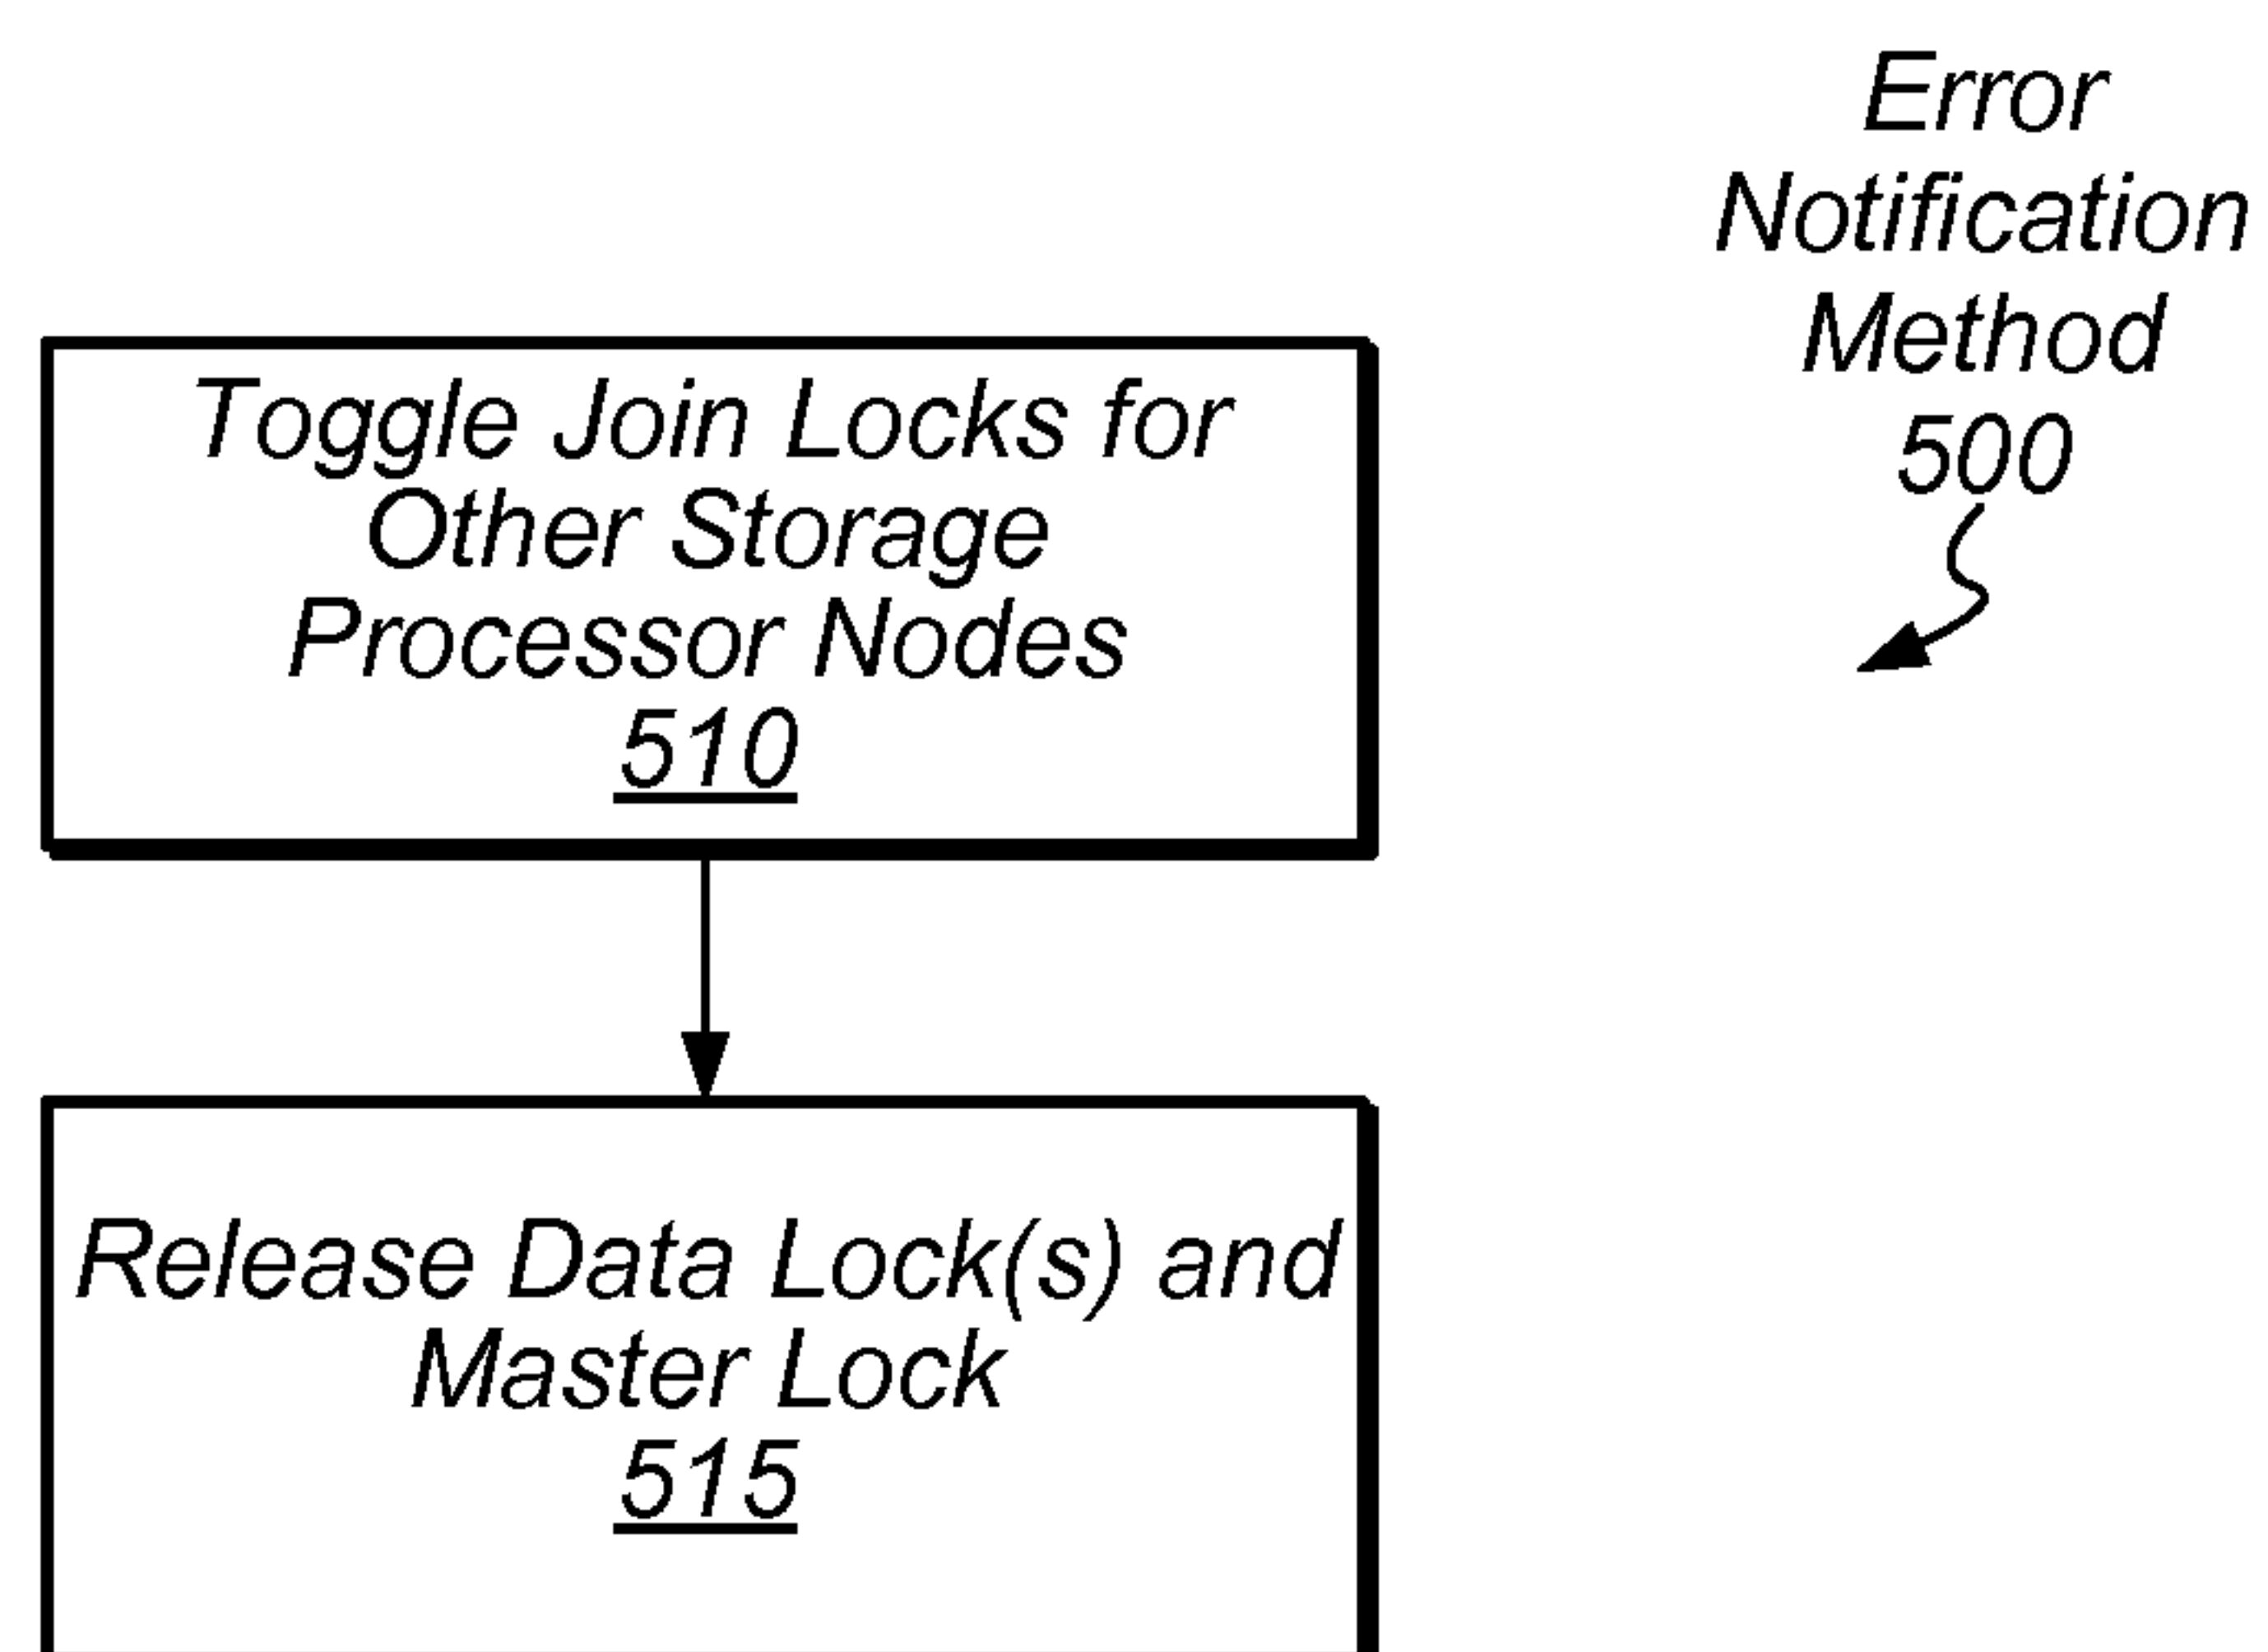 Error
Notification
Method
500
Toggle Join Locks for
Other Storage
Processor Nodes
510
Release Data Lock(s) and
Master Lock
515